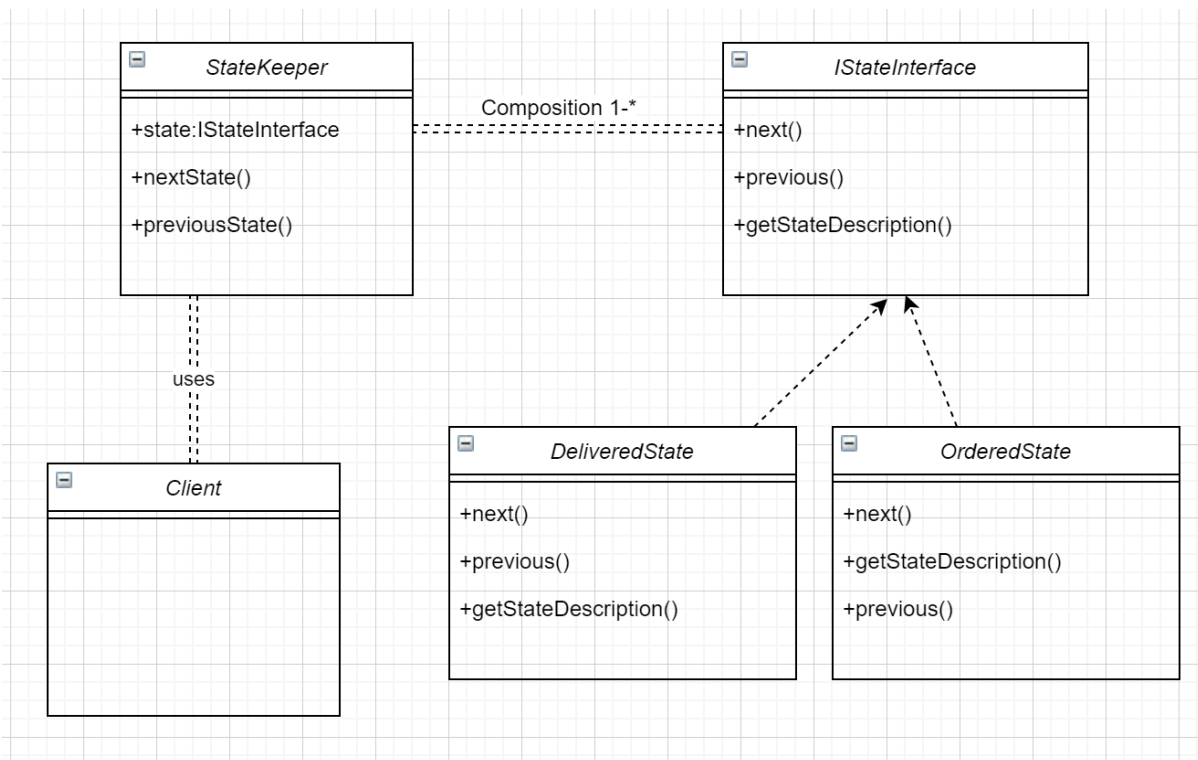 StateKeeper
+state:IStateInterface
+nextState()
+previousState()
Composition 1-*
IStateInterface
+next()
+previous()
+getStateDescription()
uses
Client
DeliveredState
+next()
+previous()
+getStateDescription()
OrderedState
+next()
+getStateDescription()
+previous()